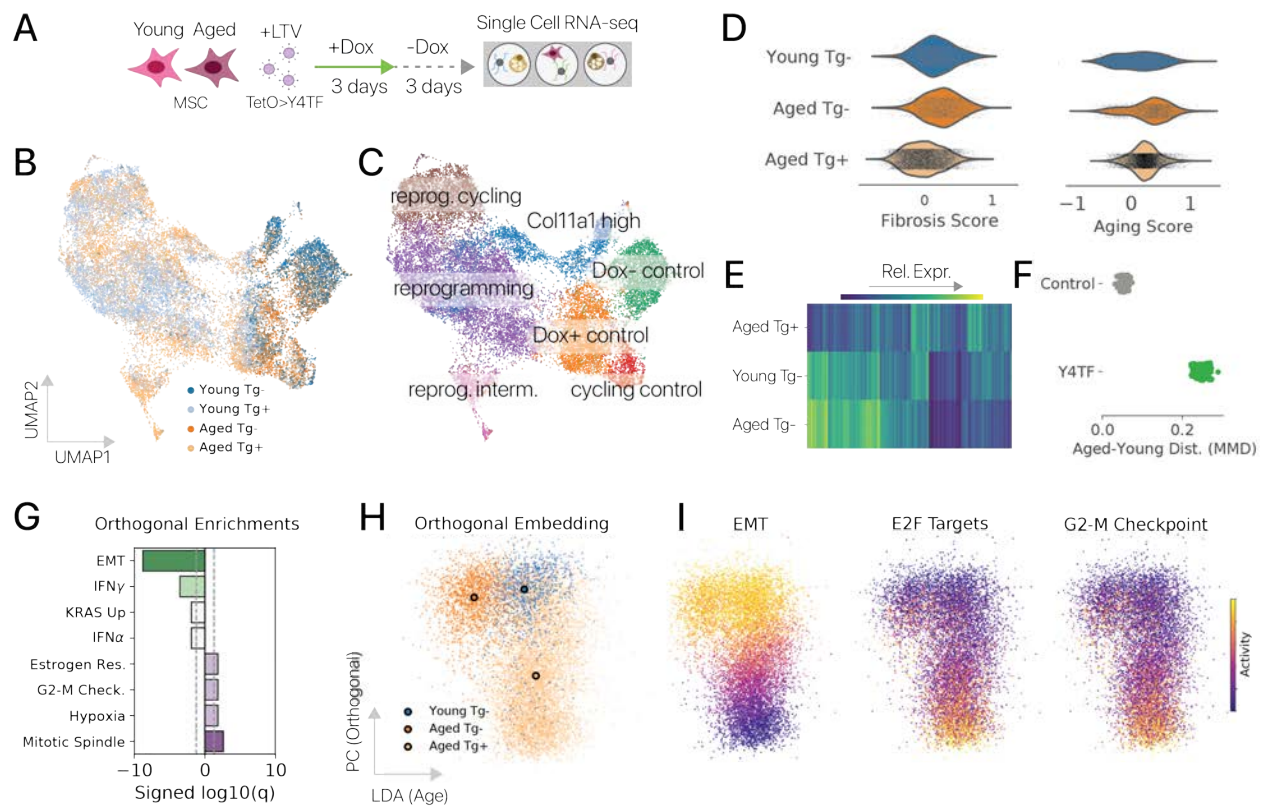 A
Young Aged +LTV
+Dox -Dox
3 days 3 days
MSC TetO>Y4TF
Single Cell RNA-seq
B
UMAP2
UMAP1
Young Tg-
Young Tg+
Aged Tg-
Aged Tg+
C
reprog. cycling
Col11a1 high
Dox- control
reprogramming
Dox+ control
reprog. interm.
cycling control
D
Young Tg-
Aged Tg-
Aged Tg+
0 1
Fibrosis Score
−1 0 1
Aging Score
E
Rel. Expr.
Aged Tg+
Young Tg-
Aged Tg-
F
Control
Y4TF
0.0 0.2
Aged-Young Dist. (MMD)
G
Orthogonal Enrichments
EMT
IFNγ
KRAS Up
IFNα
Estrogen Res.
G2-M Check.
Hypoxia
Mitotic Spindle
−10 0 10
Signed log10(q)
H
Orthogonal Embedding
PC (Orthogonal)
Young Tg-
Aged Tg-
Aged Tg+
LDA (Age)
I
EMT
E2F Targets
G2-M Checkpoint
Activity